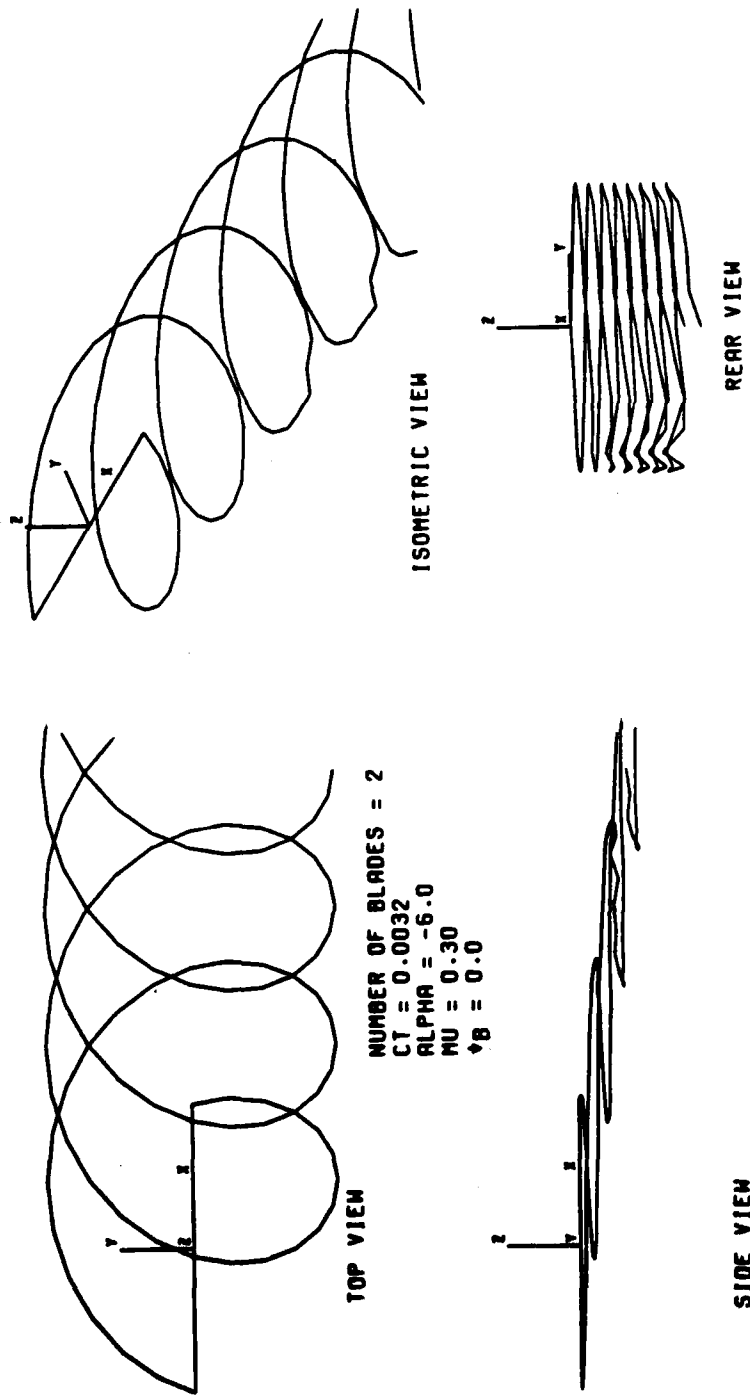 Y
Z
X
TOP VIEW
NUMBER OF BLADES = 2
CT = 0.0032
ALPHA = -6.0
MU = 0.30
ΨB = 0.0
Z
Y
X
ISOMETRIC VIEW
Z
Y
X
SIDE VIEW
Z
X
Y
REAR VIEW